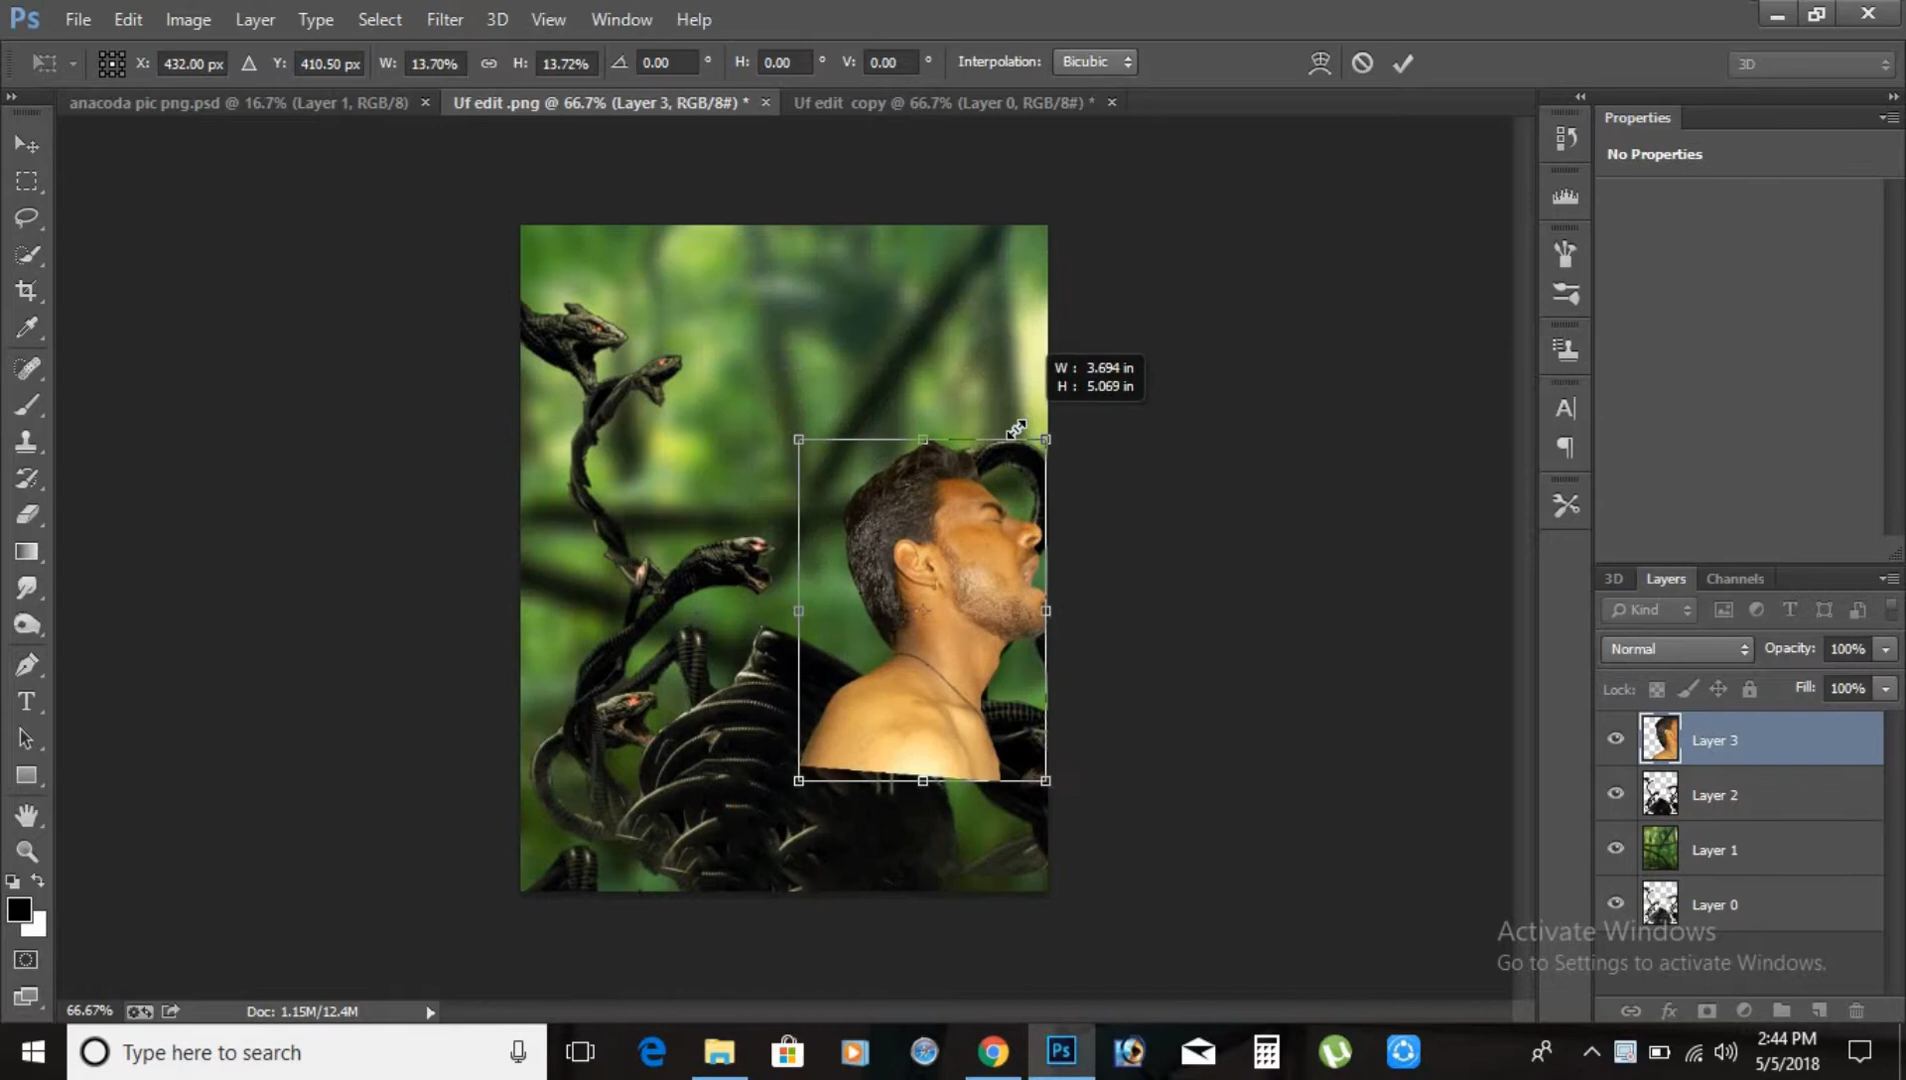 Ps File Edit Image Layer Type Select Filter 3D View Window Help
X: 432.00 px Y: 410.50 px W: 13.70% H: 13.72% 0.00 ° H: 0.00 ° V: 0.00 ° Interpolation: Bicubic 3D
anacoda pic png.psd @ 16.7% (Layer 1, RGB/8) × Uf edit .png @ 66.7% (Layer 3, RGB/8#) * × Uf edit copy @ 66.7% (Layer 0, RGB/8#) * ×
Properties
No Properties
W : 3.694 in
H : 5.069 in
3D Layers Channels
Kind
Normal Opacity: 100%
Lock: Fill: 100%
Layer 3
Layer 2
Layer 1
Layer 0
Activate Windows
Go to Settings to activate Windows.
66.67% Doc: 1.15M/12.4M
Type here to search
Ps
2:44 PM
5/5/2018